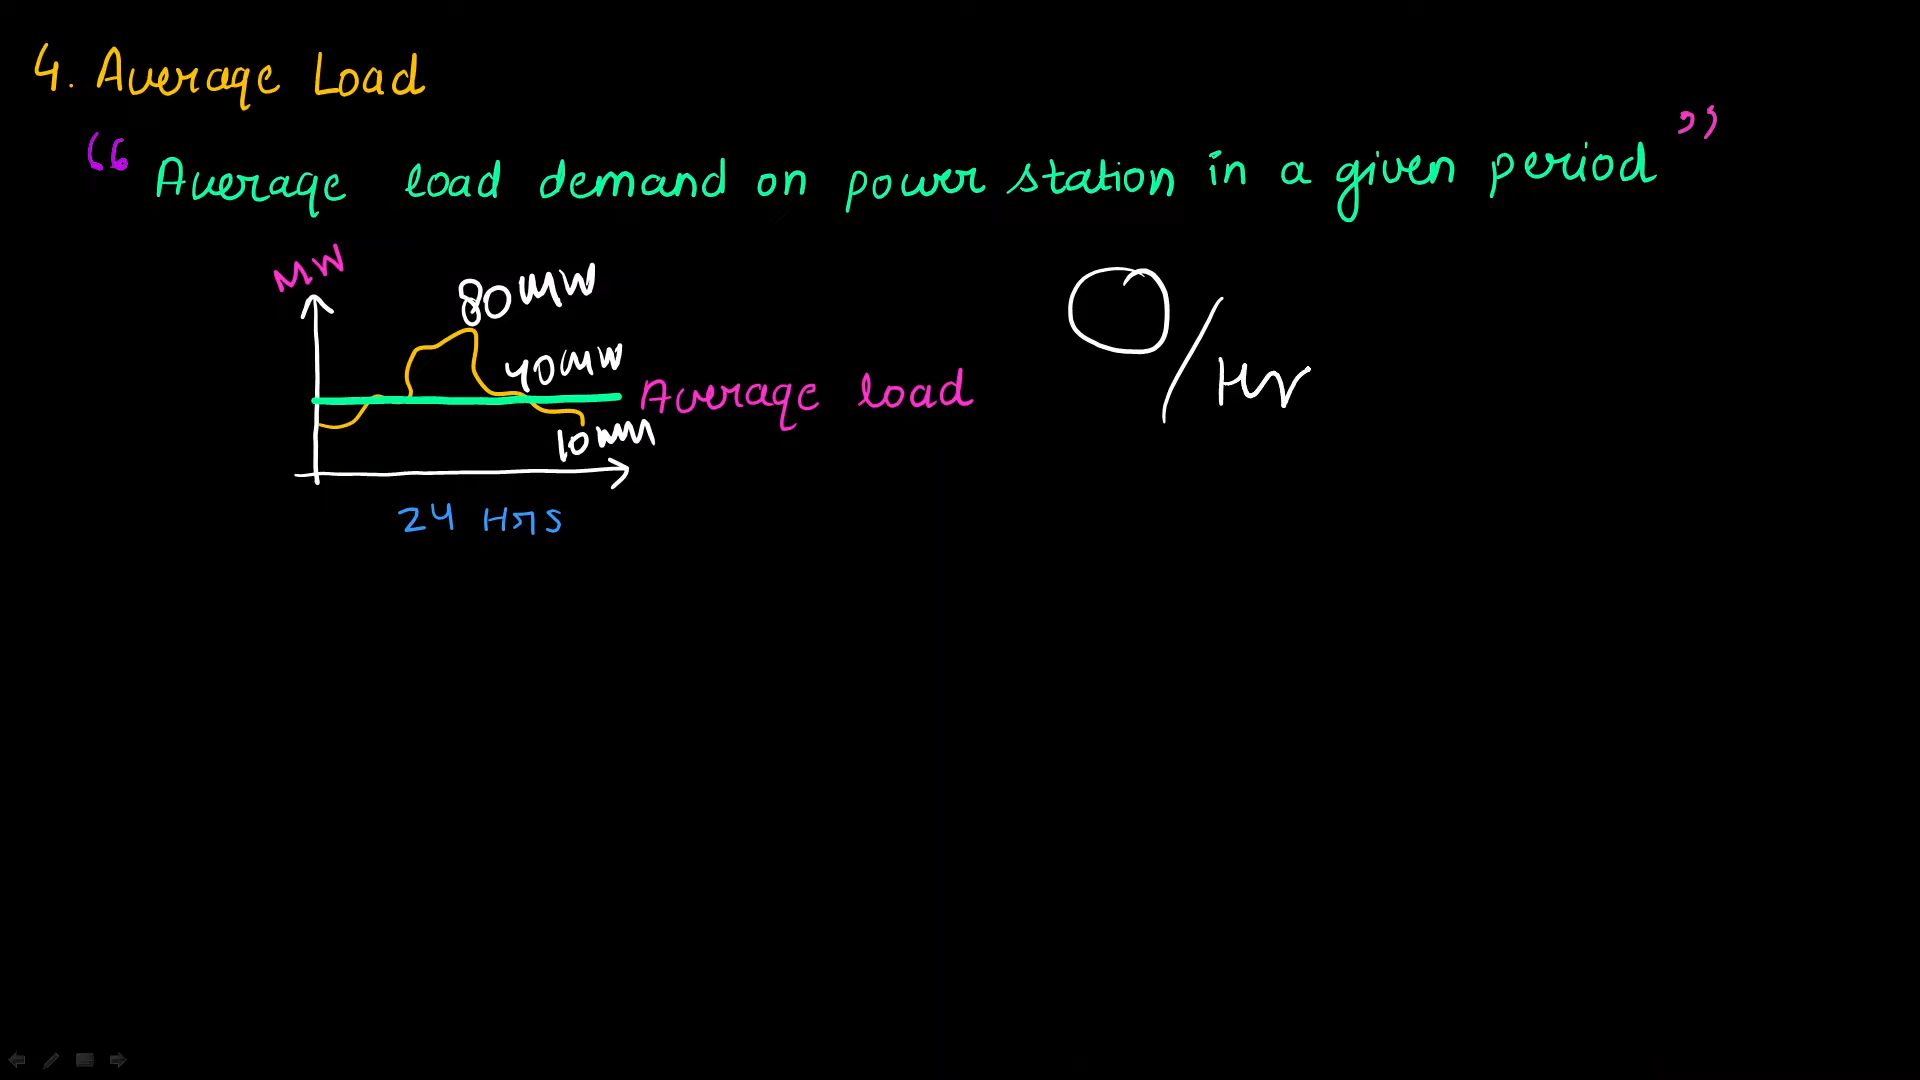 4. Average Load
“ Average load demand on power station in a given period ”
MW
80MW
40MW
Average load
10MW
24 Hrs
/Hr